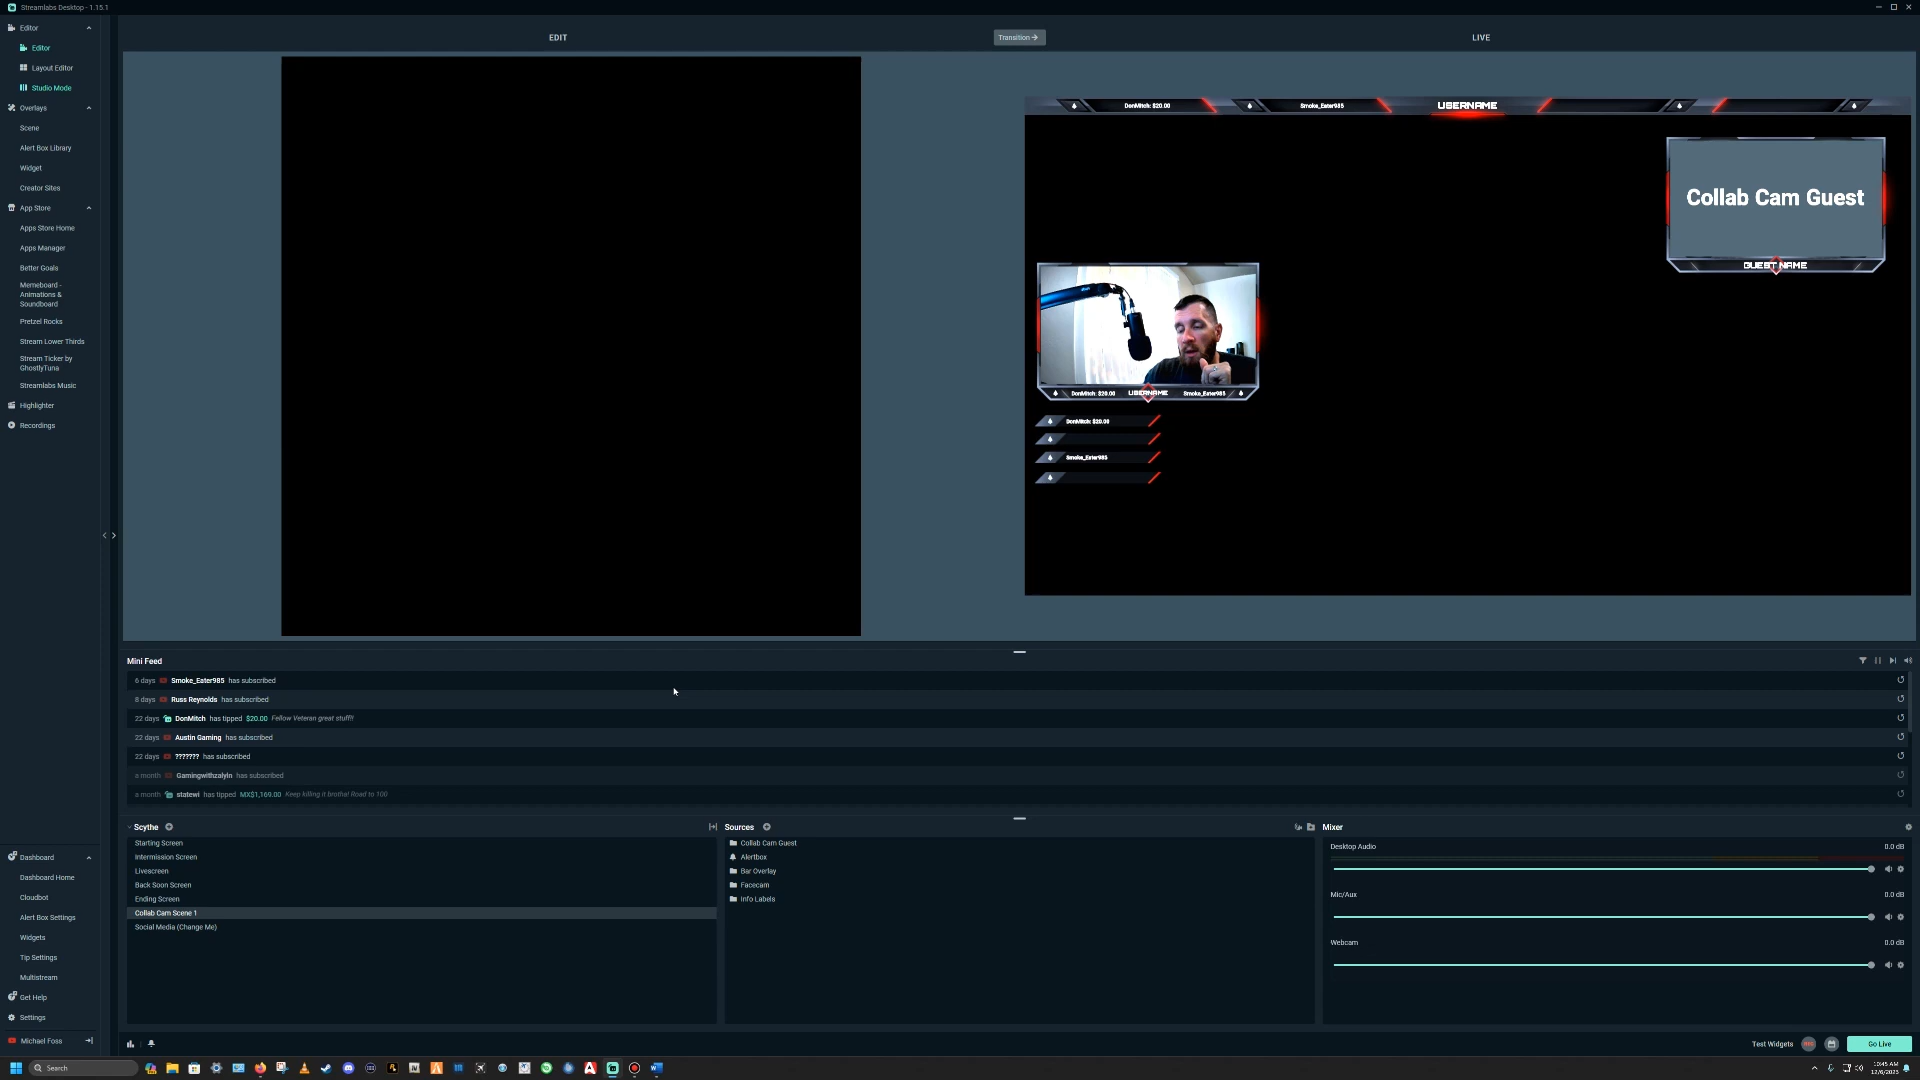 Streamlabs Desktop - 1.15.1
Editor
Editor
Layout Editor
Studio Mode
Overlays
Scene
Alert Box Library
Widget
Creator Sites
App Store
Apps Store Home
Apps Manager
Better Goals
Memeboard -
Animations &
Soundboard
Pretzel Rocks
Stream Lower Thirds
Stream Ticker by
GhostlyTuna
Streamlabs Music
Highlighter
Recordings
Dashboard
Dashboard Home
Cloudbot
Alert Box Settings
Widgets
Tip Settings
Multistream
Get Help
Settings
Michael Foss
EDIT
Transition
LIVE
DonMitch: $20.00
Smoke_Eater985
USERNAME
Collab Cam Guest
GUEST NAME
DonMitch: $20.00
USERNAME
Smoke_Eater985
DonMitch: $20.00
Smoke_Eater985
Mini Feed
6 days Smoke_Eater985 has subscribed
8 days Russ Reynolds has subscribed
22 days DonMitch has tipped $20.00 Fellow Veteran great stuff!!
22 days Austin Gaming has subscribed
22 days ??????? has subscribed
a month Gamingwithzalyin has subscribed
a month statewi has tipped MX$1,169.00 Keep killing it brotha! Road to 100
Scythe
Starting Screen
Intermission Screen
Livescreen
Back Soon Screen
Ending Screen
Collab Cam Scene 1
Social Media (Change Me)
Sources
Collab Cam Guest
Alertbox
Bar Overlay
Facecam
Info Labels
Mixer
Desktop Audio 0.0 dB
Mic/Aux 0.0 dB
Webcam 0.0 dB
Test Widgets
REC
Go Live
Search
10:45 AM
12/6/2023